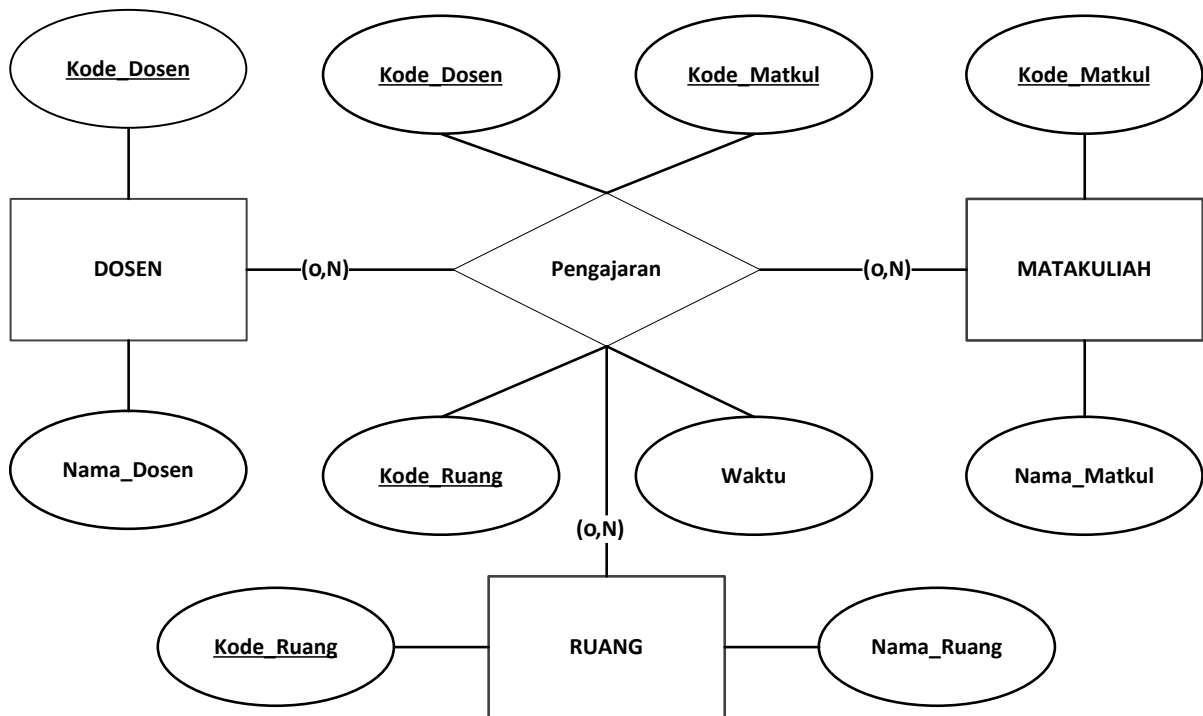 Kode_Dosen
Kode_Dosen
Kode_Matkul
Kode_Matkul
DOSEN
(o,N)
Pengajaran
(o,N)
MATAKULIAH
Nama_Dosen
Kode_Ruang
Waktu
Nama_Matkul
(o,N)
Kode_Ruang
RUANG
Nama_Ruang